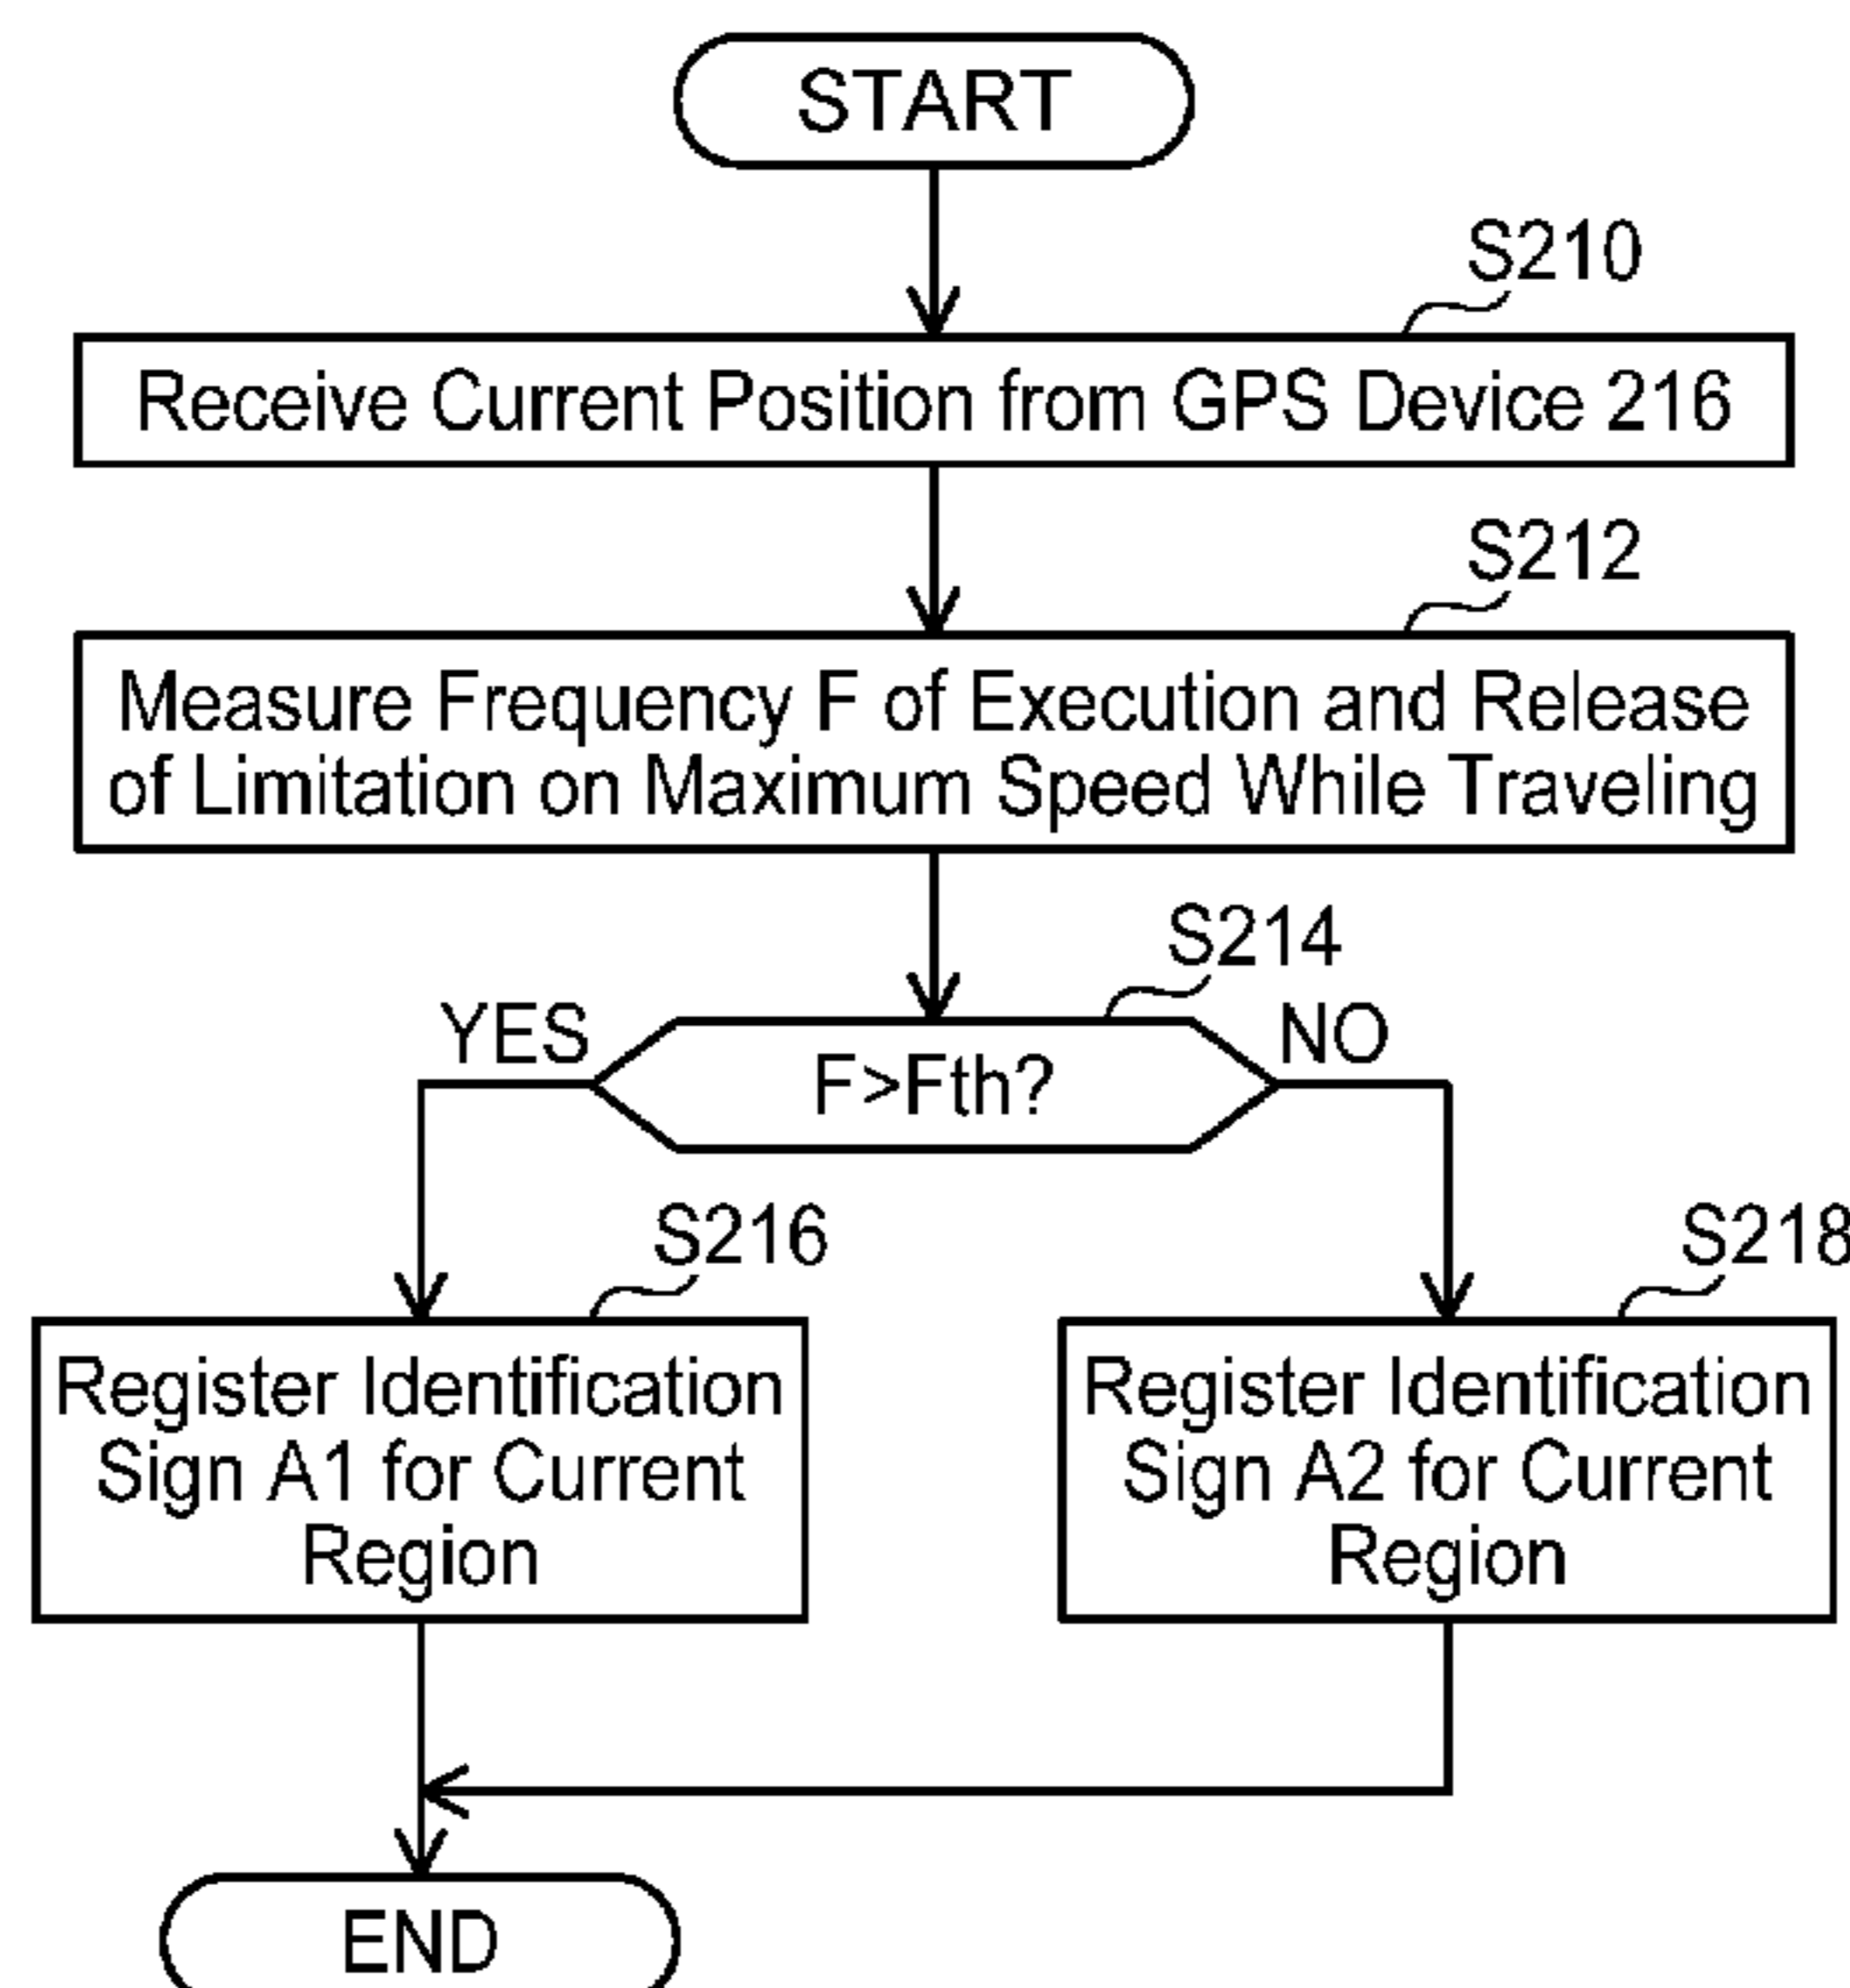 START
S210
Receive Current Position from GPS Device 216
S212
Measure Frequency F of Execution and Release
of Limitation on Maximum Speed While Traveling
S214
YES
NO
F>Fth?
S216
S218
Register Identification
Sign A1 for Current
Region
Register Identification
Sign A2 for Current
Region
END